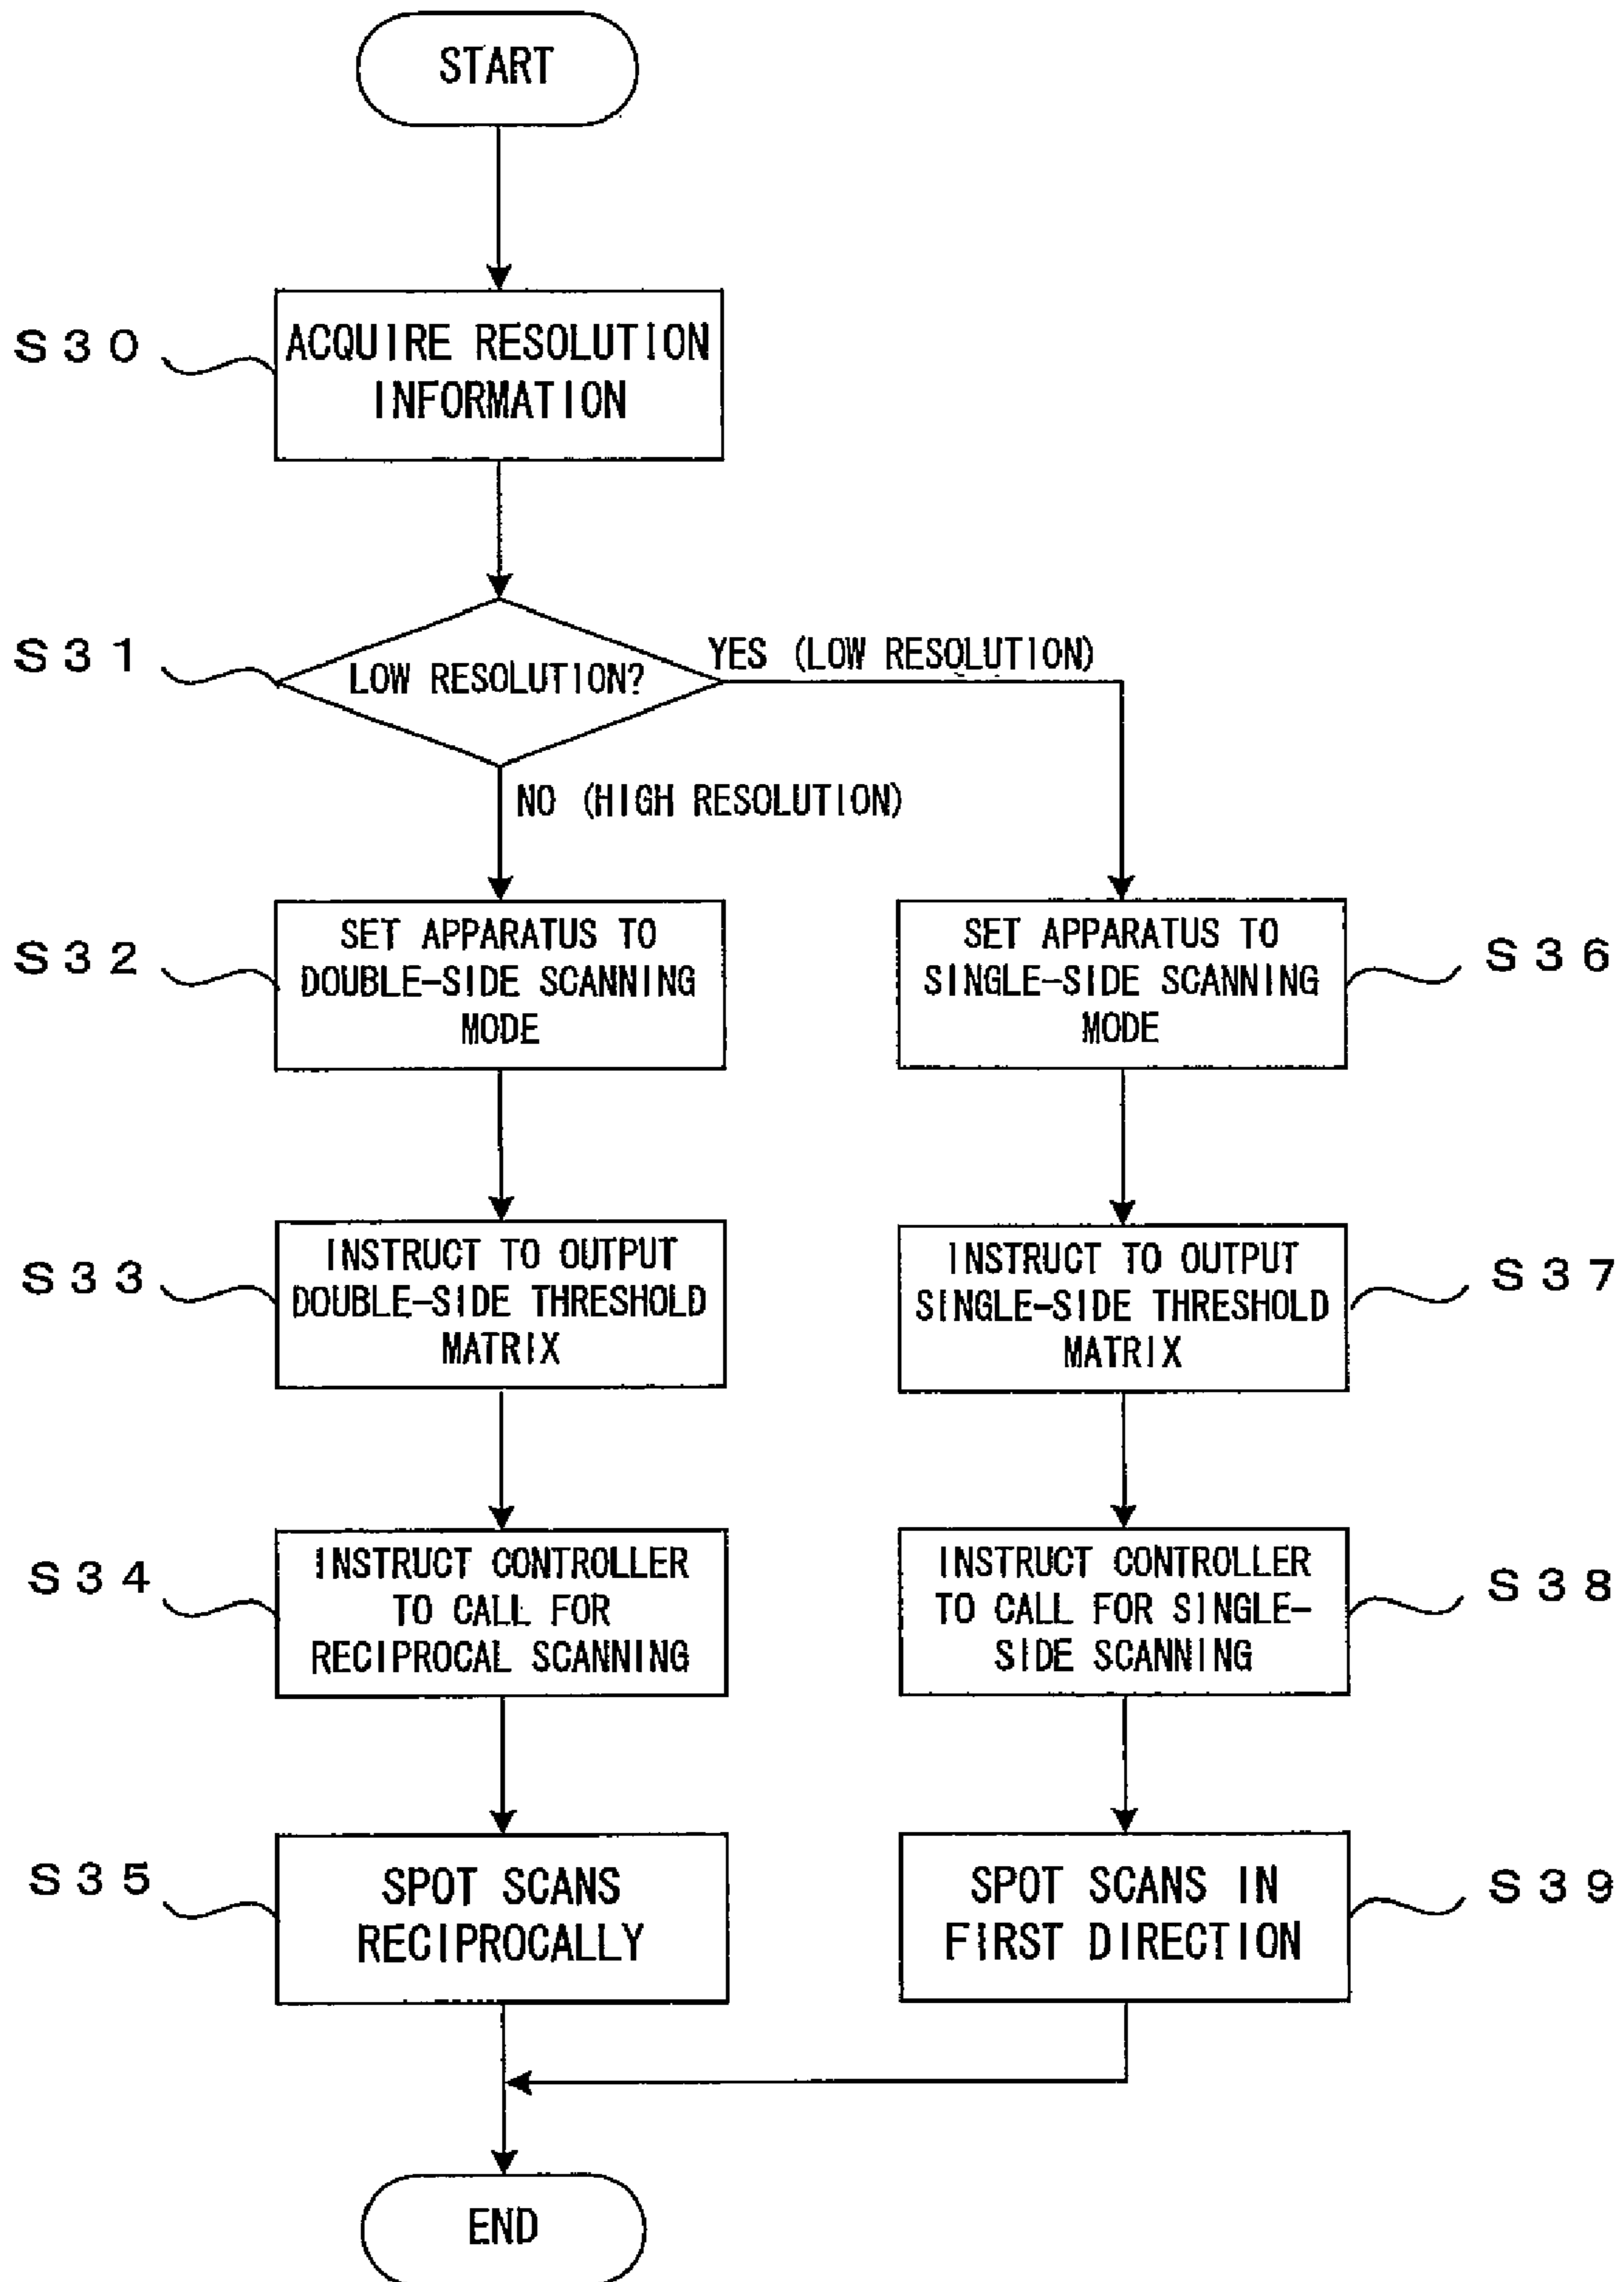 START
S30
ACQUIRE RESOLUTION
INFORMATION
S31
LOW RESOLUTION?
YES (LOW RESOLUTION)
NO (HIGH RESOLUTION)
S32
SET APPARATUS TO
DOUBLE-SIDE SCANNING
MODE
SET APPARATUS TO
SINGLE-SIDE SCANNING
MODE
S36
S33
INSTRUCT TO OUTPUT
DOUBLE-SIDE THRESHOLD
MATRIX
INSTRUCT TO OUTPUT
SINGLE-SIDE THRESHOLD
MATRIX
S37
S34
INSTRUCT CONTROLLER
TO CALL FOR
RECIPROCAL SCANNING
INSTRUCT CONTROLLER
TO CALL FOR SINGLE-
SIDE SCANNING
S38
S35
SPOT SCANS
RECIPROCALLY
SPOT SCANS IN
FIRST DIRECTION
S39
END